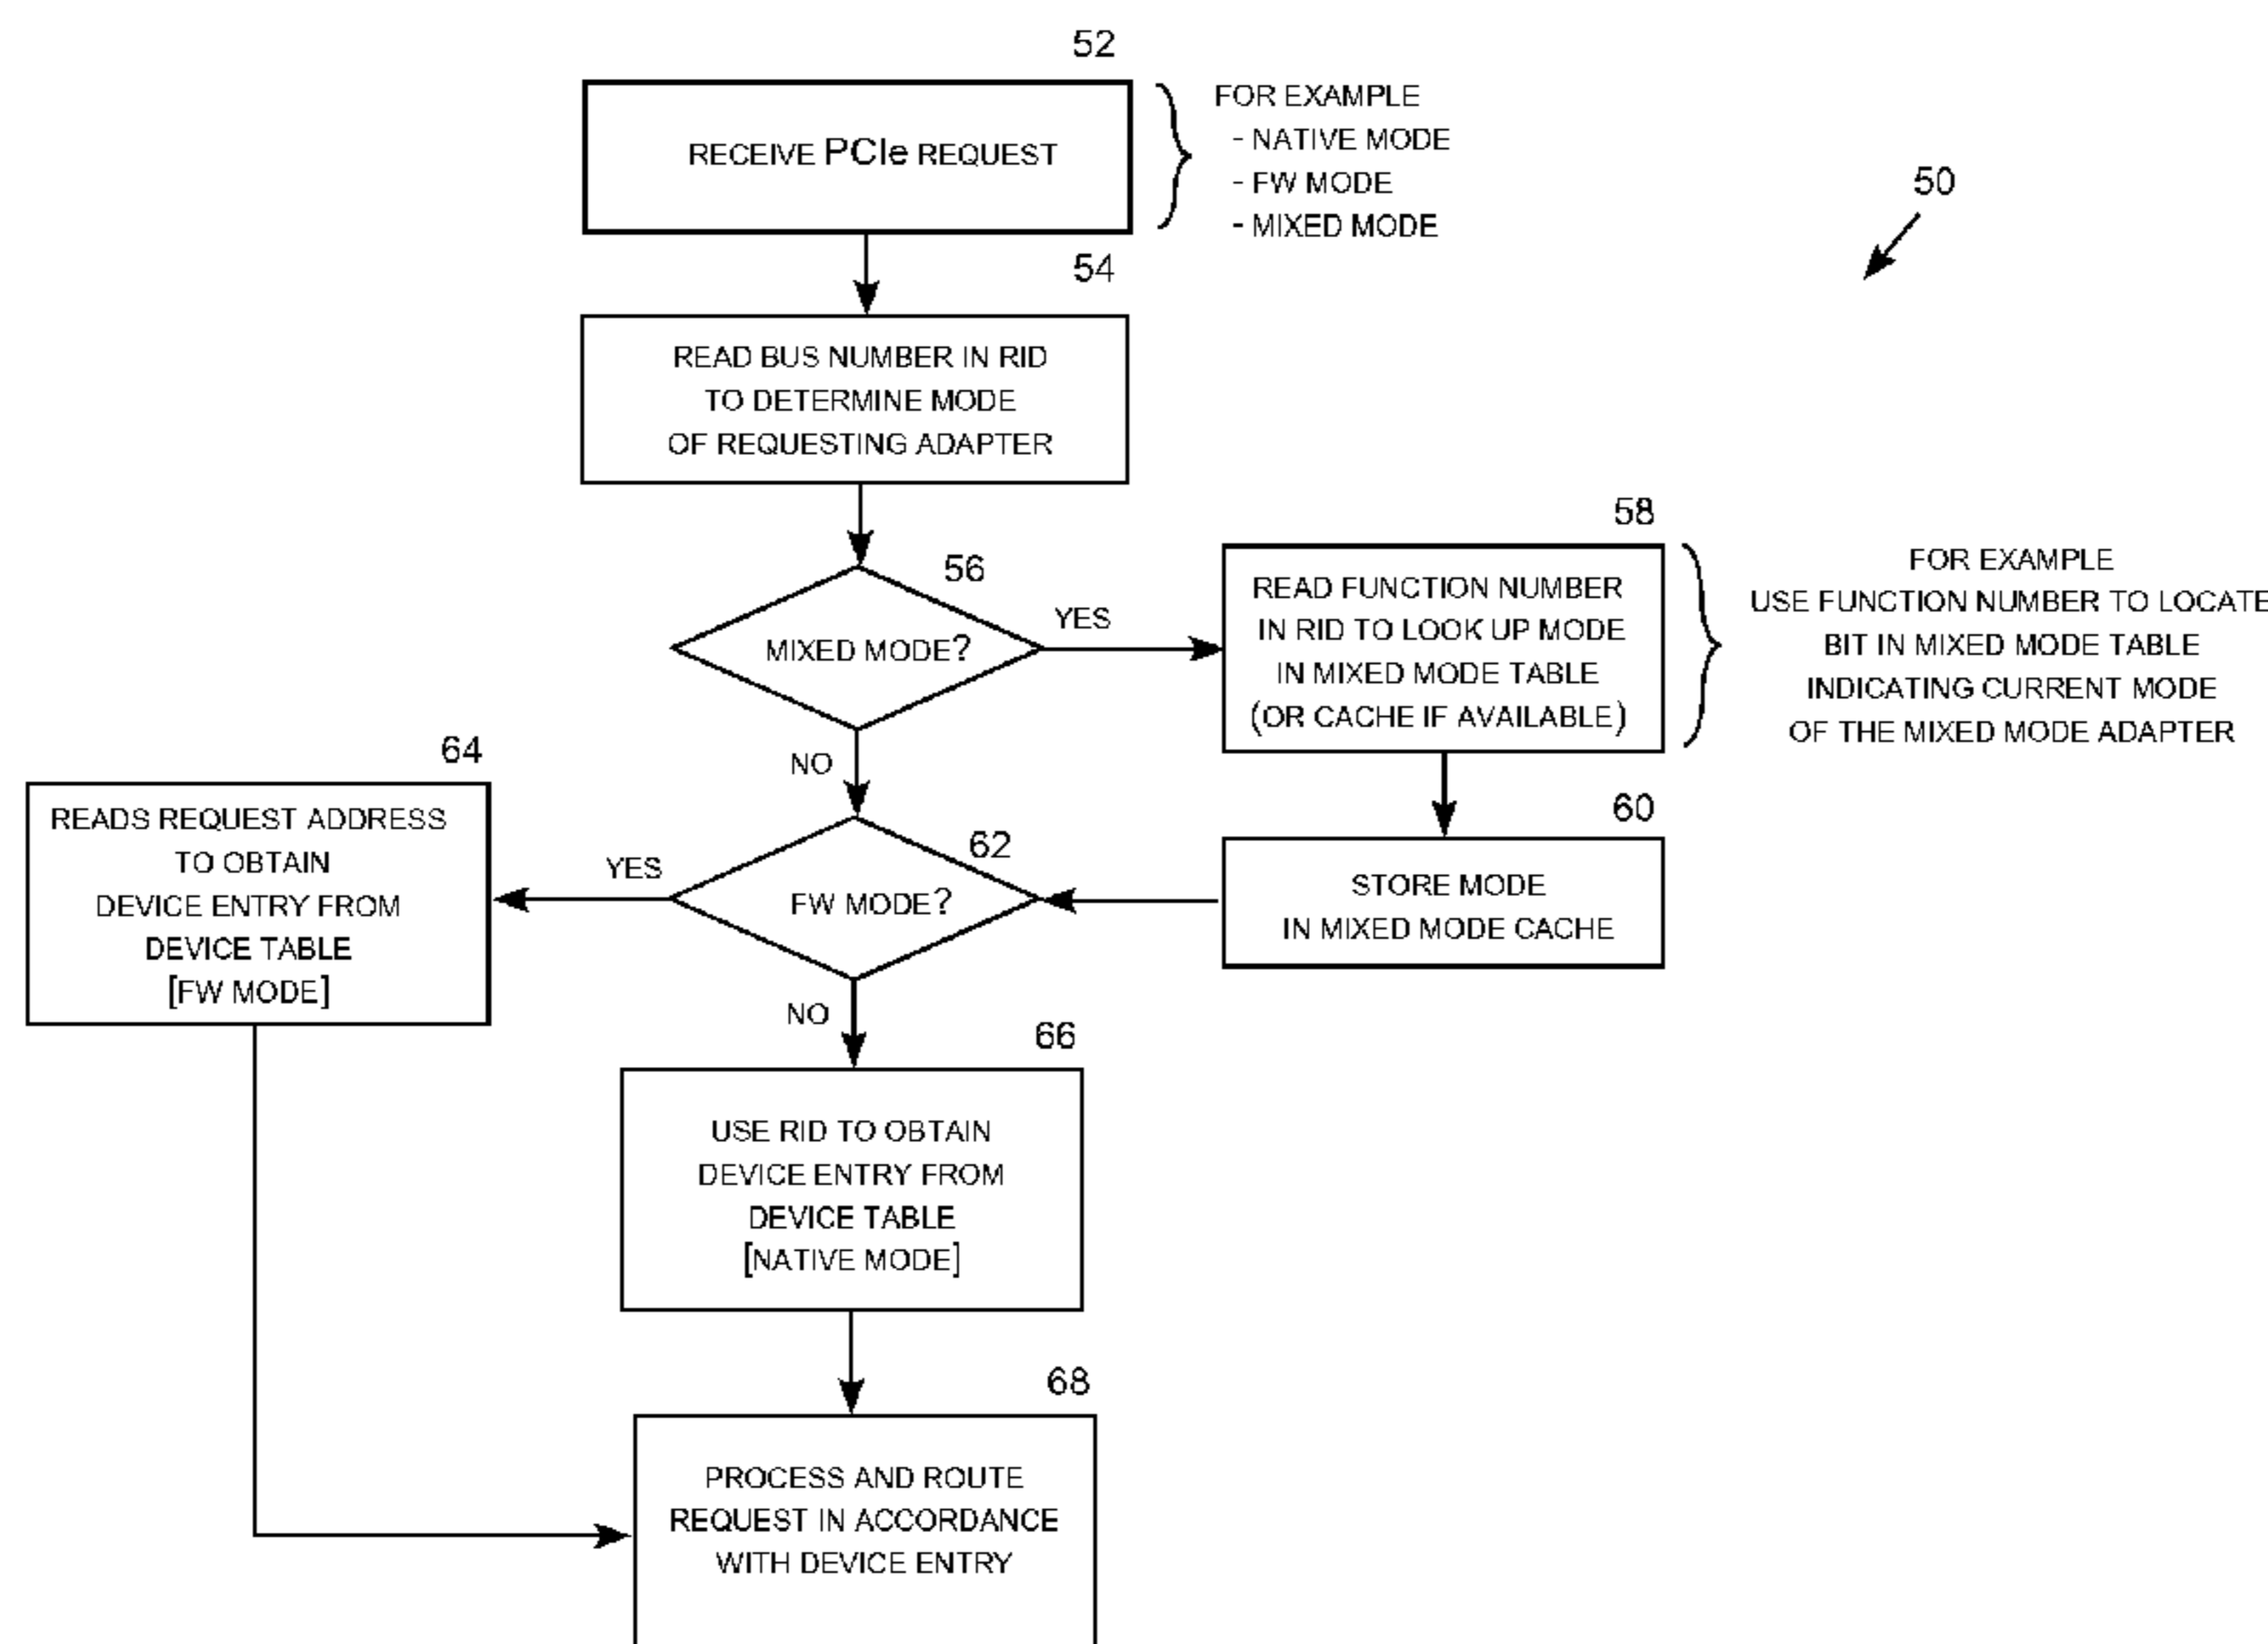 52
RECEIVE PCIe REQUEST
FOR EXAMPLE
- NATIVE MODE
- FW MODE
- MIXED MODE
50
54
READ BUS NUMBER IN RID
TO DETERMINE MODE
OF REQUESTING ADAPTER
56
MIXED MODE?
YES
NO
58
READ FUNCTION NUMBER
IN RID TO LOOK UP MODE
IN MIXED MODE TABLE
(OR CACHE IF AVAILABLE)
FOR EXAMPLE
USE FUNCTION NUMBER TO LOCATE
BIT IN MIXED MODE TABLE
INDICATING CURRENT MODE
OF THE MIXED MODE ADAPTER
60
STORE MODE
IN MIXED MODE CACHE
62
FW MODE?
YES
NO
64
READS REQUEST ADDRESS
TO OBTAIN
DEVICE ENTRY FROM
DEVICE TABLE
[FW MODE]
66
USE RID TO OBTAIN
DEVICE ENTRY FROM
DEVICE TABLE
[NATIVE MODE]
68
PROCESS AND ROUTE
REQUEST IN ACCORDANCE
WITH DEVICE ENTRY